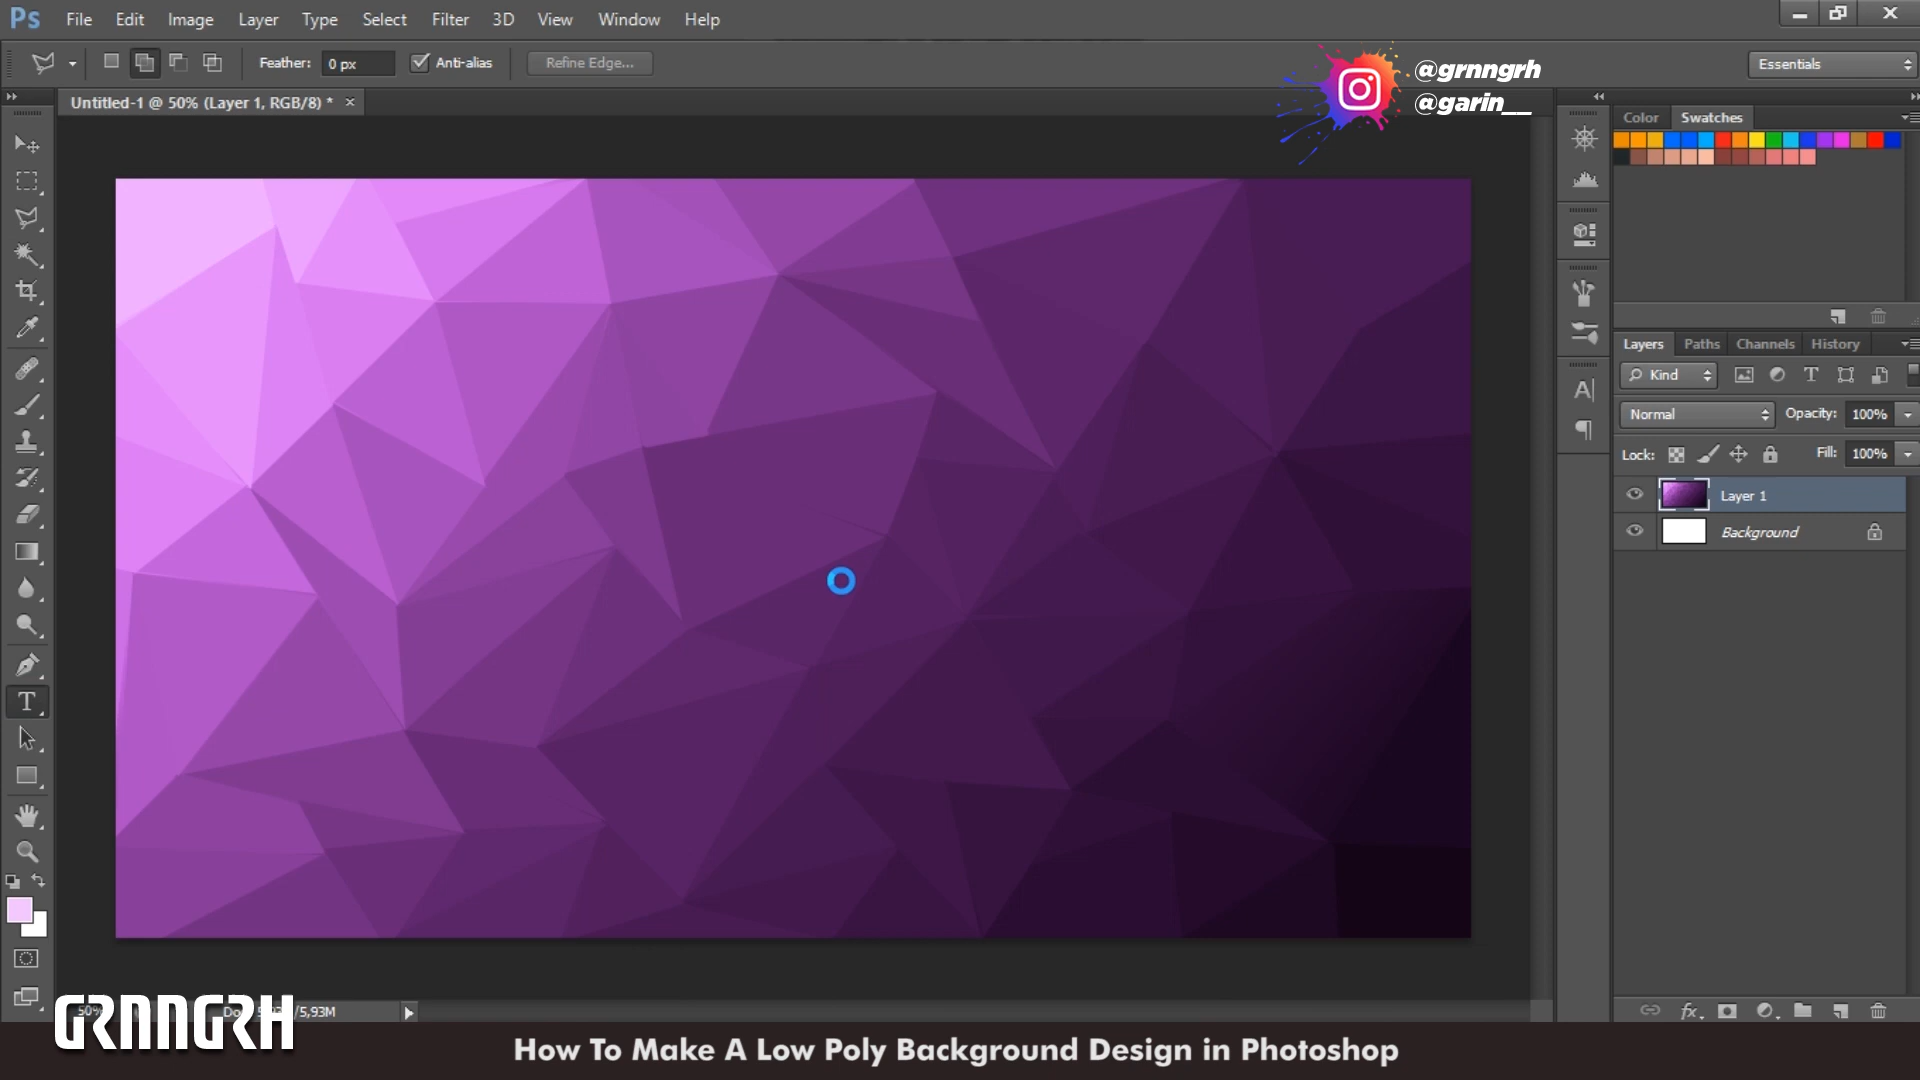 Ps File Edit Image Layer Type Select Filter 3D View Window Help
Feather: 0 px Anti-alias Refine Edge... Essentials
@grnngrh
@garin__
Untitled-1 @ 50% (Layer 1, RGB/8) *
Color Swatches
Layers Paths Channels History
Kind
Normal Opacity: 100%
Lock: Fill: 100%
Layer 1
Background
50%
/5,93M
GRNNGRH
How To Make A Low Poly Background Design in Photoshop